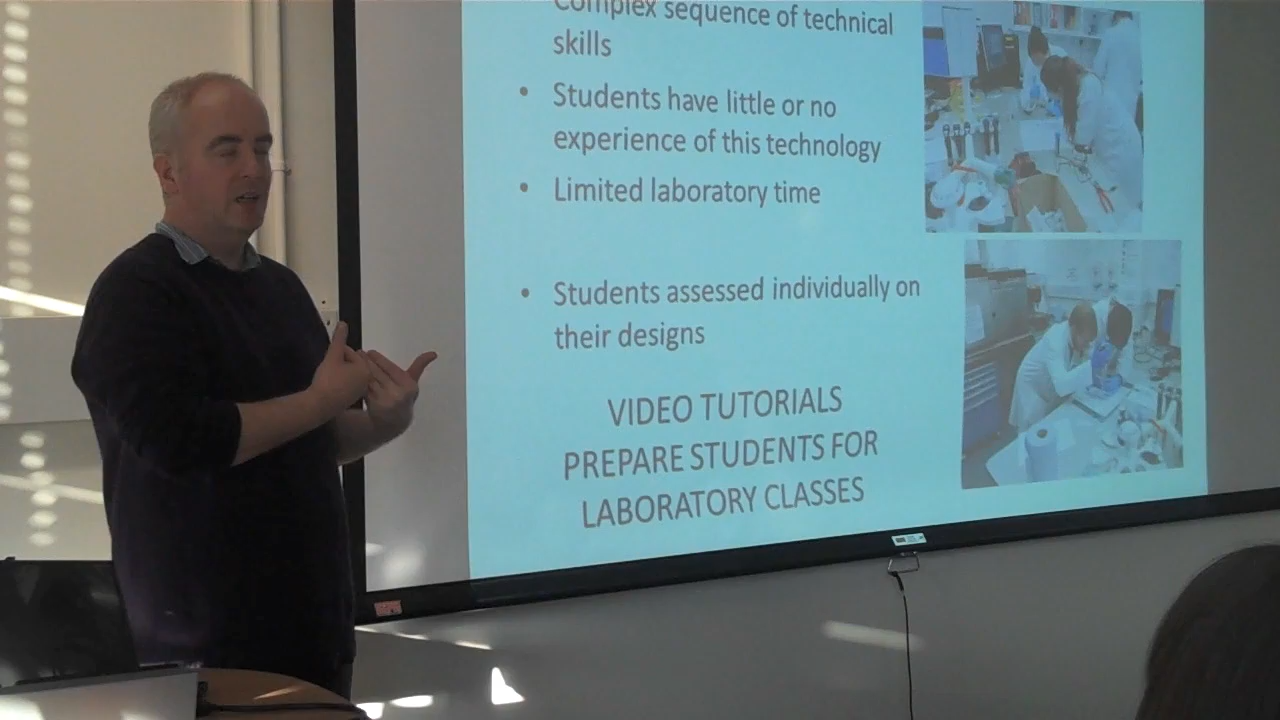 Complex sequence of technical
skills
• Students have little or no
experience of this technology
• Limited laboratory time
• Students assessed individually on
their designs
VIDEO TUTORIALS
PREPARE STUDENTS FOR
LABORATORY CLASSES